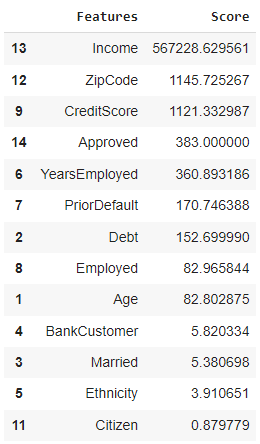 Features Score
13 Income 567228.629561
12 ZipCode 1145.725267
9 CreditScore 1121.332987
14 Approved 383.000000
6 YearsEmployed 360.893186
7 PriorDefault 170.746388
2 Debt 152.699990
8 Employed 82.965844
1 Age 82.802875
4 BankCustomer 5.820334
3 Married 5.380698
5 Ethnicity 3.910651
11 Citizen 0.879779